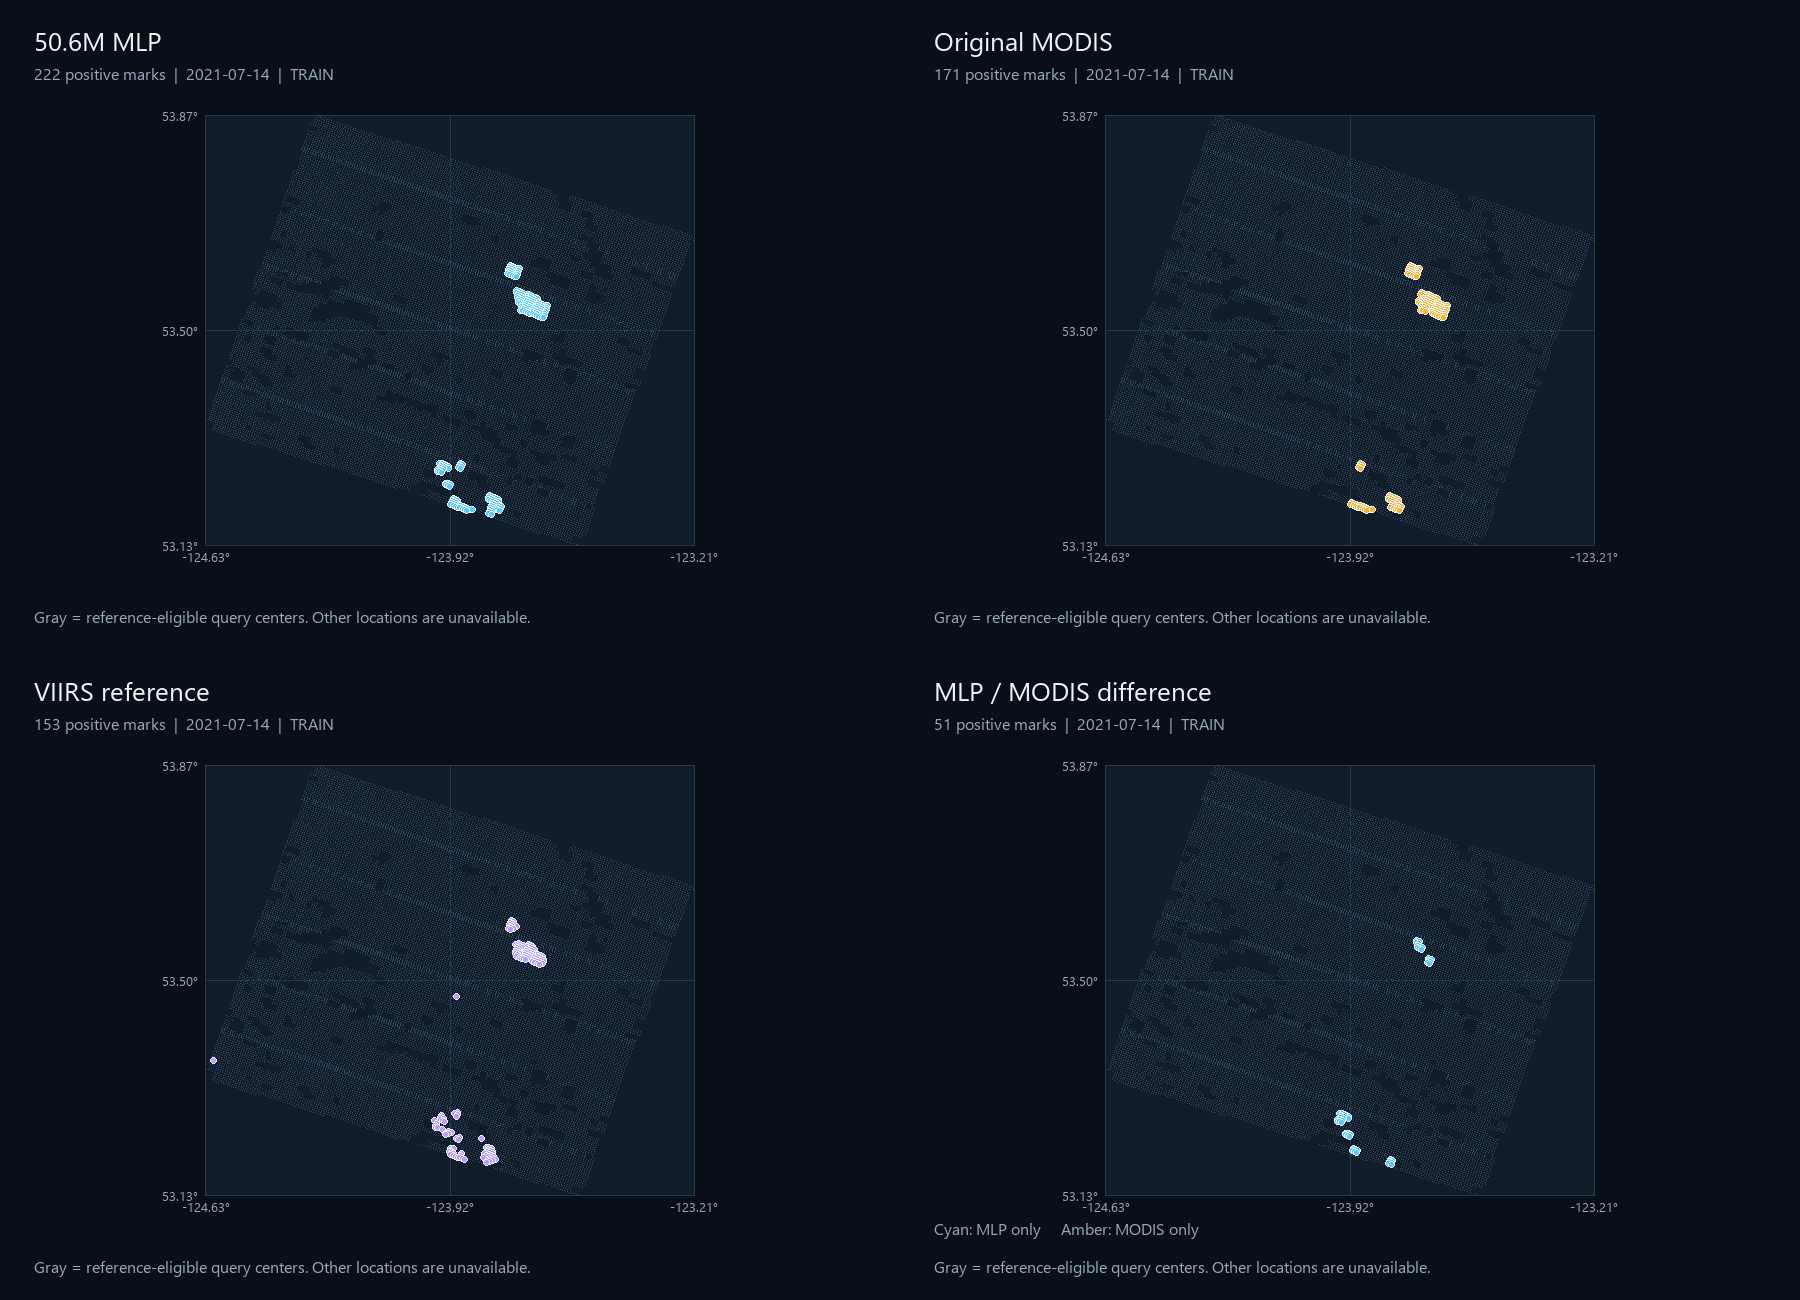 50.6M MLP
222 positive marks | 2021-07-14 | TRAIN
53.87°
53.50°
53.13°
-124.63°
-123.92°
-123.21°
Gray = reference-eligible query centers. Other locations are unavailable.
Original MODIS
171 positive marks | 2021-07-14 | TRAIN
53.87°
53.50°
53.13°
-124.63°
-123.92°
-123.21°
Gray = reference-eligible query centers. Other locations are unavailable.
VIIRS reference
153 positive marks | 2021-07-14 | TRAIN
53.87°
53.50°
53.13°
-124.63°
-123.92°
-123.21°
Gray = reference-eligible query centers. Other locations are unavailable.
MLP / MODIS difference
51 positive marks | 2021-07-14 | TRAIN
53.87°
53.50°
53.13°
-124.63°
-123.92°
-123.21°
Cyan: MLP only Amber: MODIS only
Gray = reference-eligible query centers. Other locations are unavailable.